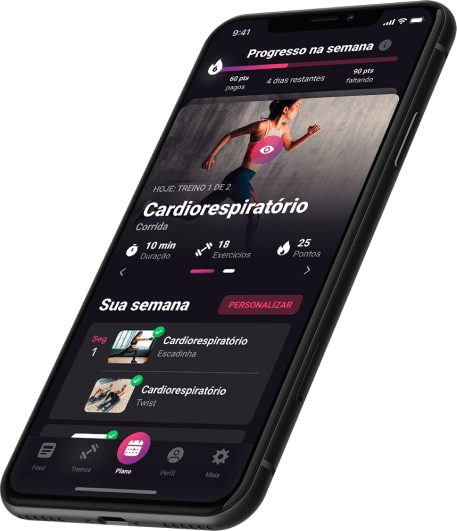 9:41
Progresso na semana
6
60 pts
pagos
4 dias restantes
90 pts
faltando
HOJE: TREINO 1 DE 2
Cardiorespiratório
Corrida
10 min
Duração
18
Exercícios
25
Pontos
Sua semana
PERSONALIZAR
Seg
1
Cardiorespiratório
Escadinha
Cardiorespiratório
Twist
Feed
Treinos
Plano
Perfil
Mais